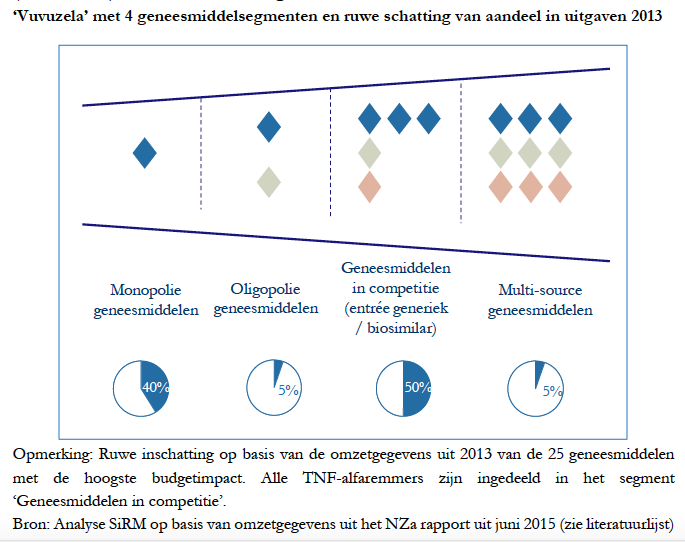 ‘Vuvuzela’ met 4 geneesmiddelsegmenten en ruwe schatting van aandeel in uitgaven 2013
Monopolie
geneesmiddelen
Oligopolie
geneesmiddelen
Geneesmiddelen
in competitie
(entrée generiek
/ biosimilar)
Multi-source
geneesmiddelen
40%
5%
50%
5%
Opmerking: Ruwe inschatting op basis van de omzetgegevens uit 2013 van de 25 geneesmiddelen
met de hoogste budgetimpact. Alle TNF-alfaremmers zijn ingedeeld in het segment
‘Geneesmiddelen in competitie’.
Bron: Analyse SiRM op basis van omzetgegevens uit het NZa rapport uit juni 2015 (zie literatuurlijst)